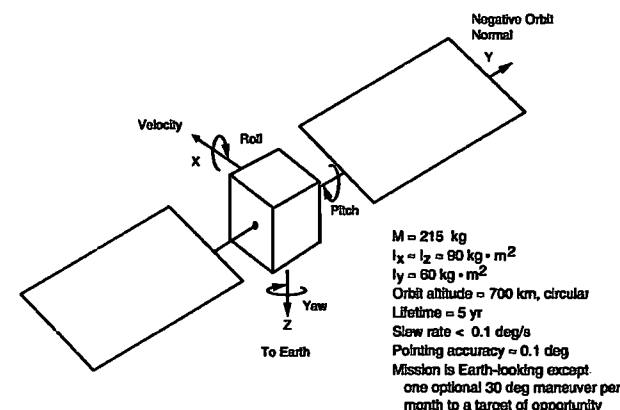 Negative Orbit
Normal
Y
Velocity
Roll
X
Pitch
Yaw
Z
To Earth
M = 215 kg
Ix = Iz = 90 kg • m²
Iy = 60 kg • m²
Orbit altitude = 700 km, circular
Lifetime = 5 yr
Slew rate < 0.1 deg/s
Pointing accuracy = 0.1 deg
Mission is Earth-looking except
one optional 30 deg maneuver per
month to a target of opportunity